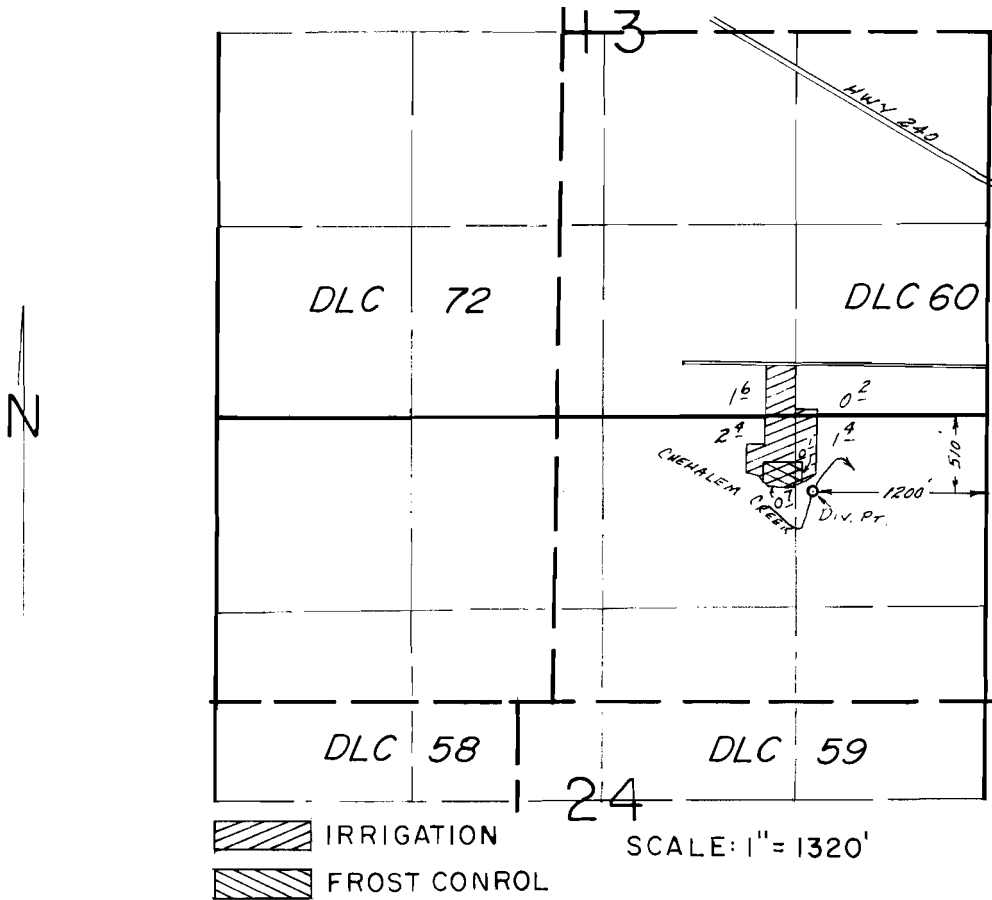 13
HWY 240
DLC 72
DLC 60
N
1 6
0 2
2 4
1 4
510'
CHEHALEM CREEK
0 1
0 7
1200'
DIV. PT.
DLC 58
DLC 59
24
IRRIGATION
SCALE: 1"= 1320'
FROST CONROL